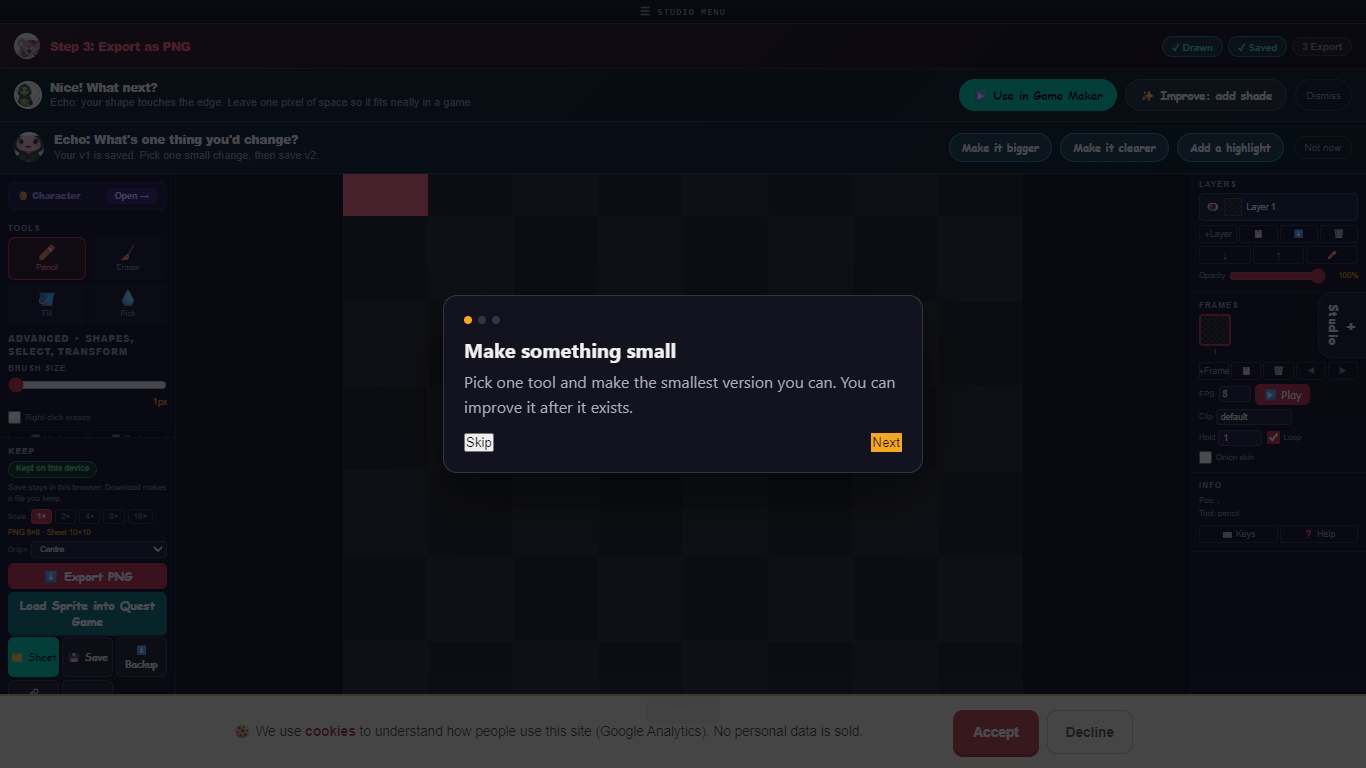 ☰ STUDIO MENU
Step 3: Export as PNG
✓ Drawn
✓ Saved
3 Export
Nice! What next?
Echo: your shape touches the edge. Leave one pixel of space so it fits neatly in a game
Use in Game Maker
Improve: add shade
Dismiss
Echo: What's one thing you'd change?
Your v1 is saved. Pick one small change, then save v2.
Make it bigger
Make it clearer
Add a highlight
Not now
Character
Open →
TOOLS
Pencil
Eraser
Fill
Pick
ADVANCED · SHAPES,
SELECT, TRANSFORM
BRUSH SIZE
1px
Right-click erases
KEEP
Kept on this device
Save stays in this browser. Download makes
a file you keep.
Scale
1×
2×
4×
8×
16×
Origin
Centre
Export PNG
Load Sprite into Quest
Game
Sheet
Save
Backup
Make something small
Pick one tool and make the smallest version you can. You can
improve it after it exists.
Skip
Next
LAYERS
Layer 1
+Layer
↓
↑
Opacity
100%
FRAMES
1
+Frame
◀
▶
FPS
8
Play
Clip
default
Hold
1
Loop
Onion skin
+ Studio
INFO
Tool: pencil
Keys
Help
We use cookies to understand how people use this site (Google Analytics). No personal data is sold.
Accept
Decline